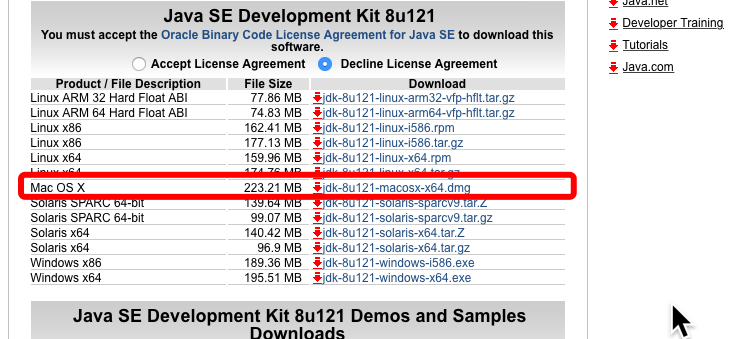 Java SE Development Kit 8u121
You must accept the Oracle Binary Code License Agreement for Java SE to download this
software.
Accept License Agreement Decline License Agreement
Product / File Description File Size Download
Linux ARM 32 Hard Float ABI 77.86 MB jdk-8u121-linux-arm32-vfp-hflt.tar.gz
Linux ARM 64 Hard Float ABI 74.83 MB jdk-8u121-linux-arm64-vfp-hflt.tar.gz
Linux x86 162.41 MB jdk-8u121-linux-i586.rpm
Linux x86 177.13 MB jdk-8u121-linux-i586.tar.gz
Linux x64 159.96 MB jdk-8u121-linux-x64.rpm
Linux x64 174.76 MB jdk-8u121-linux-x64.tar.gz
Mac OS X 223.21 MB jdk-8u121-macosx-x64.dmg
Solaris SPARC 64-bit 139.64 MB jdk-8u121-solaris-sparcv9.tar.Z
Solaris SPARC 64-bit 99.07 MB jdk-8u121-solaris-sparcv9.tar.gz
Solaris x64 140.42 MB jdk-8u121-solaris-x64.tar.Z
Solaris x64 96.9 MB jdk-8u121-solaris-x64.tar.gz
Windows x86 189.36 MB jdk-8u121-windows-i586.exe
Windows x64 195.51 MB jdk-8u121-windows-x64.exe
Java SE Development Kit 8u121 Demos and Samples
Downloads
Java.net
Developer Training
Tutorials
Java.com